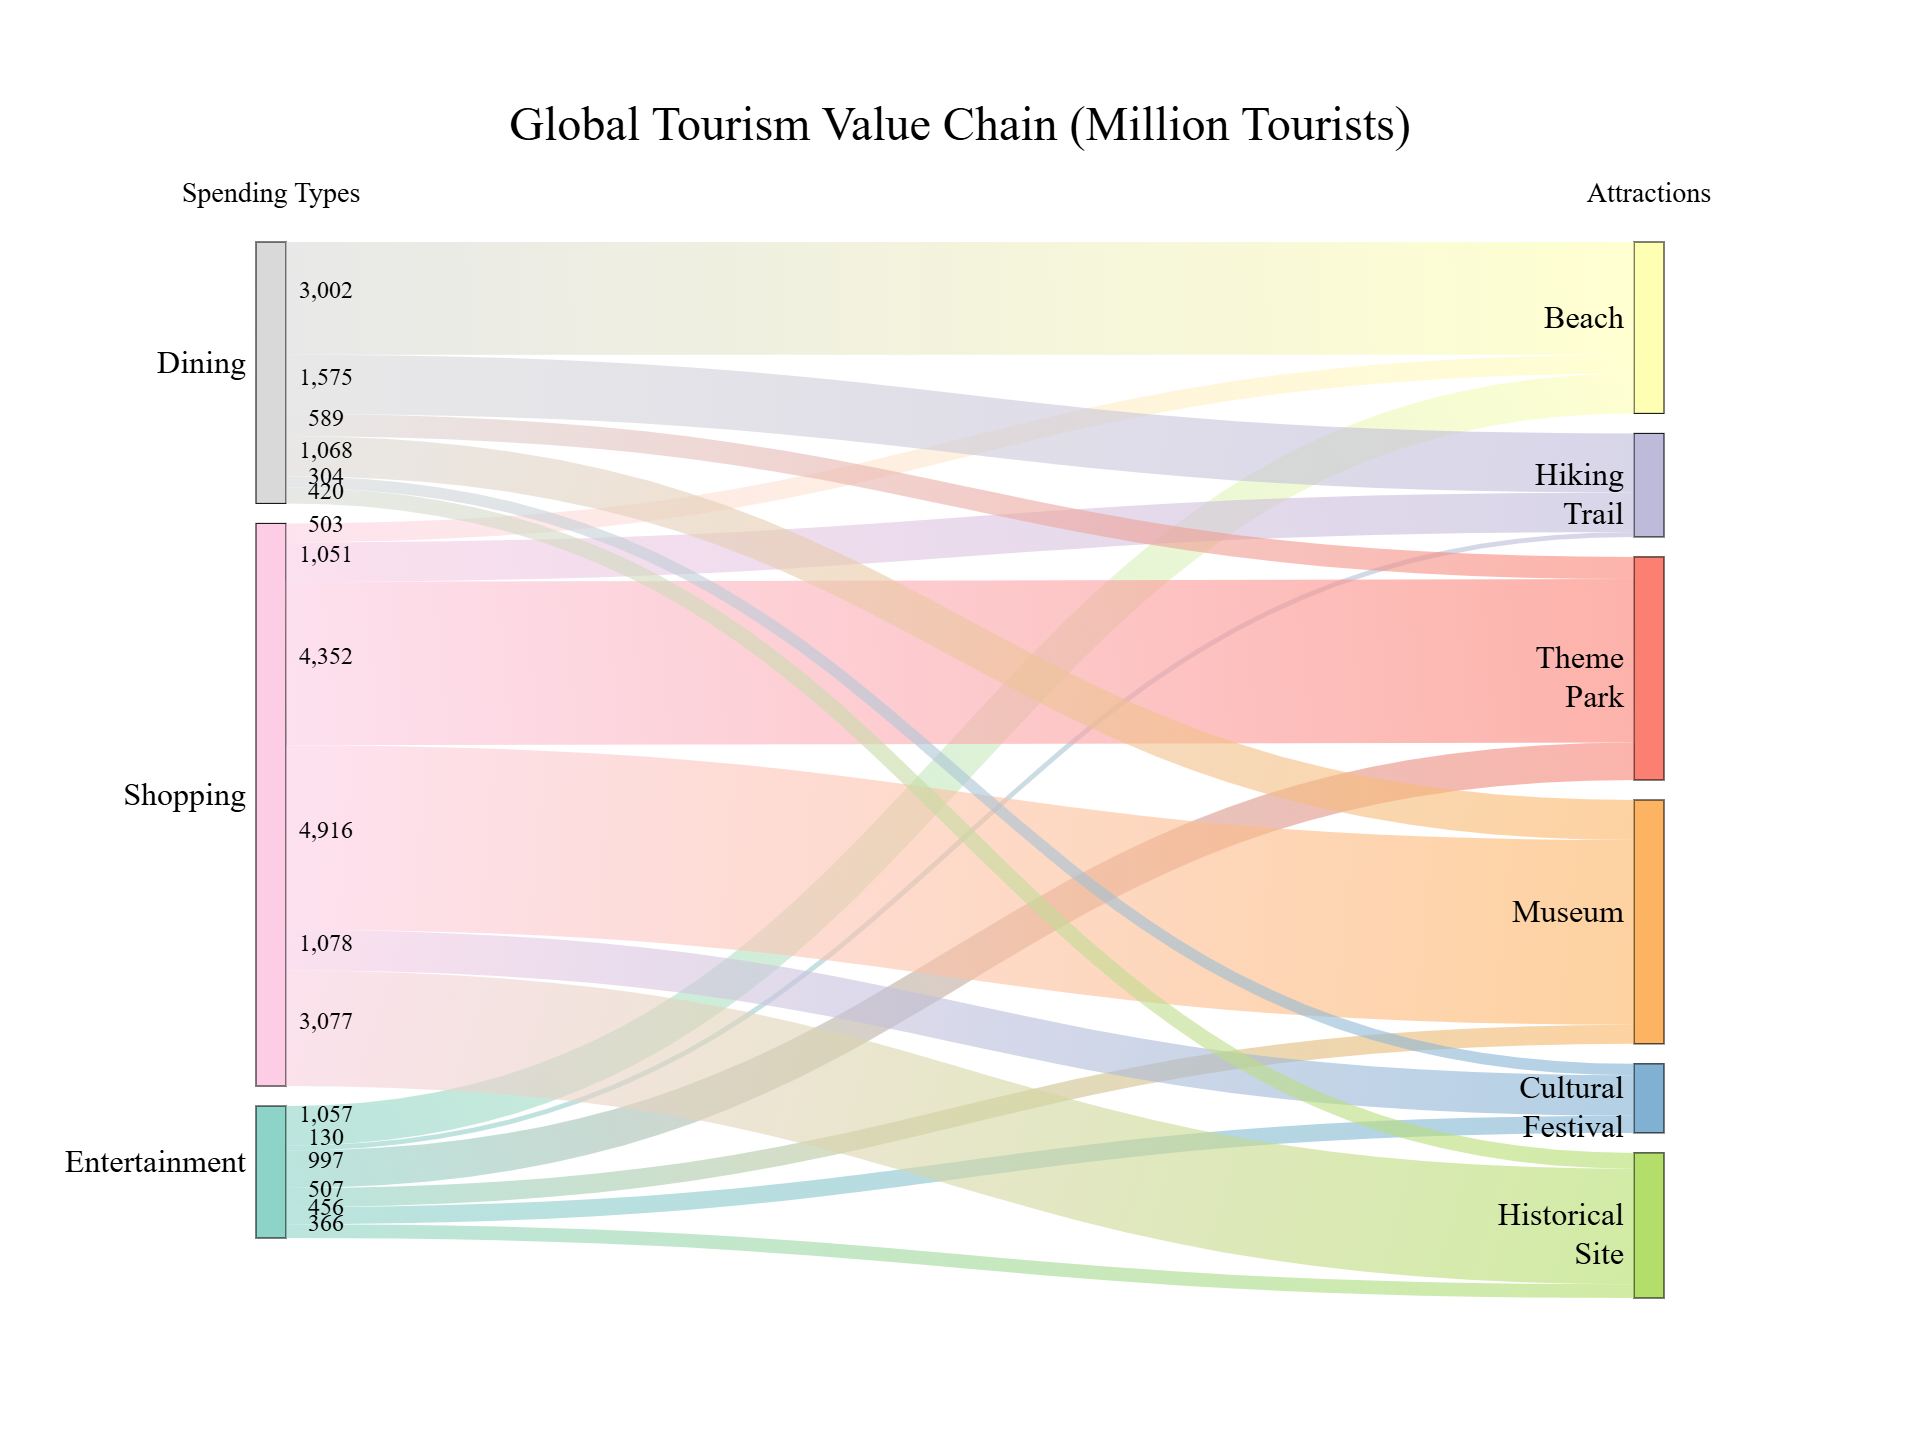 Global Tourism Value Chain (Million Tourists)
Spending Types
Attractions
Dining
3,002
1,575
589
1,068
304
420
Shopping
503
1,051
4,352
4,916
1,078
3,077
Entertainment
1,057
130
997
507
456
366
Beach
Hiking
Trail
Theme
Park
Museum
Cultural
Festival
Historical
Site